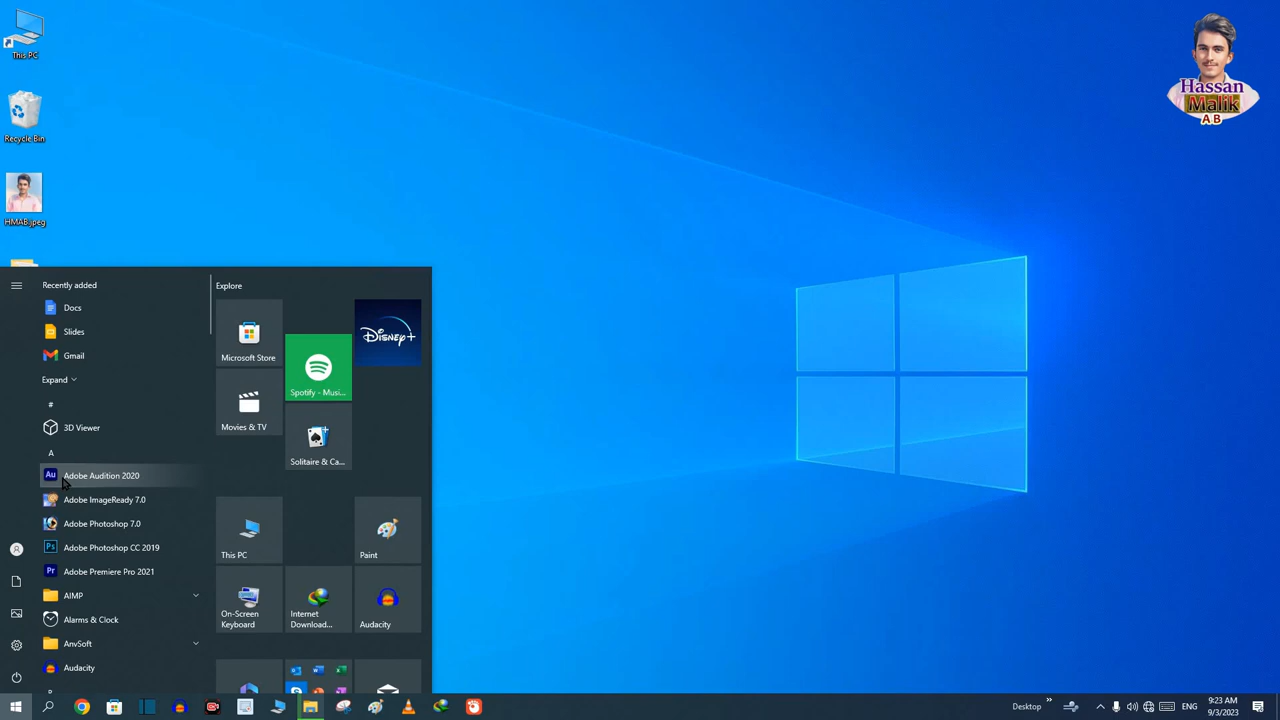 This PC
Recycle Bin
HMAB.jpeg
Hassan
Malik
A B
Recently added
Docs
Slides
Gmail
Expand
#
3D Viewer
A
Au
Adobe Audition 2020
Adobe ImageReady 7.0
Adobe Photoshop 7.0
Ps
Adobe Photoshop CC 2019
Pr
Adobe Premiere Pro 2021
AIMP
Alarms & Clock
AnvSoft
Audacity
Explore
Microsoft Store
Spotify - Musi...
Disney+
Movies & TV
Solitaire & Ca...
This PC
Paint
On-Screen
Keyboard
Internet
Download...
Audacity
Desktop
ENG
9:23 AM
9/3/2023